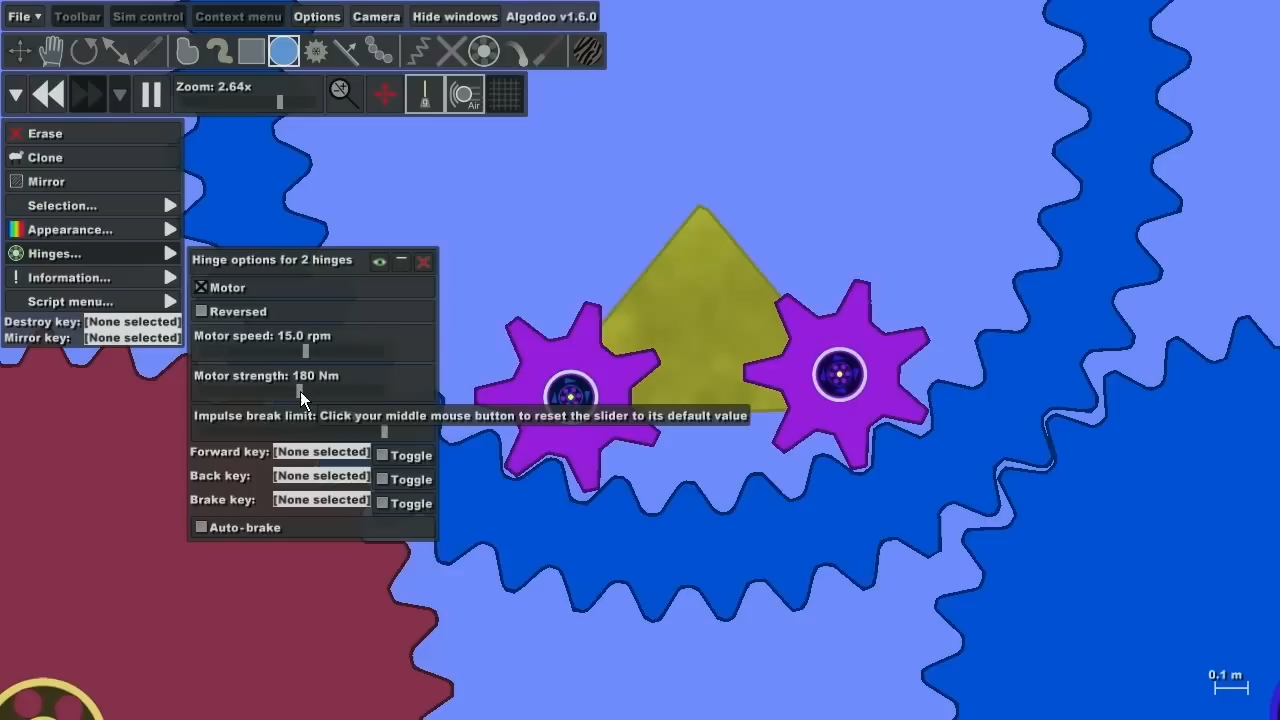 File Toolbar Sim control Context menu Options Camera Hide windows Algodoo v1.6.0
Zoom: 2.64x
g
Air
Erase
Clone
Mirror
Selection...
Appearance...
Hinges...
Information...
Script menu...
Destroy key: [None selected]
Mirror key: [None selected]
Hinge options for 2 hinges
Motor
Reversed
Motor speed: 15.0 rpm
Motor strength: 180 Nm
Impulse break limit: Click your middle mouse button to reset the slider to its default value
Forward key: [None selected] Toggle
Back key: [None selected] Toggle
Brake key: [None selected] Toggle
Auto-brake
0.1 m